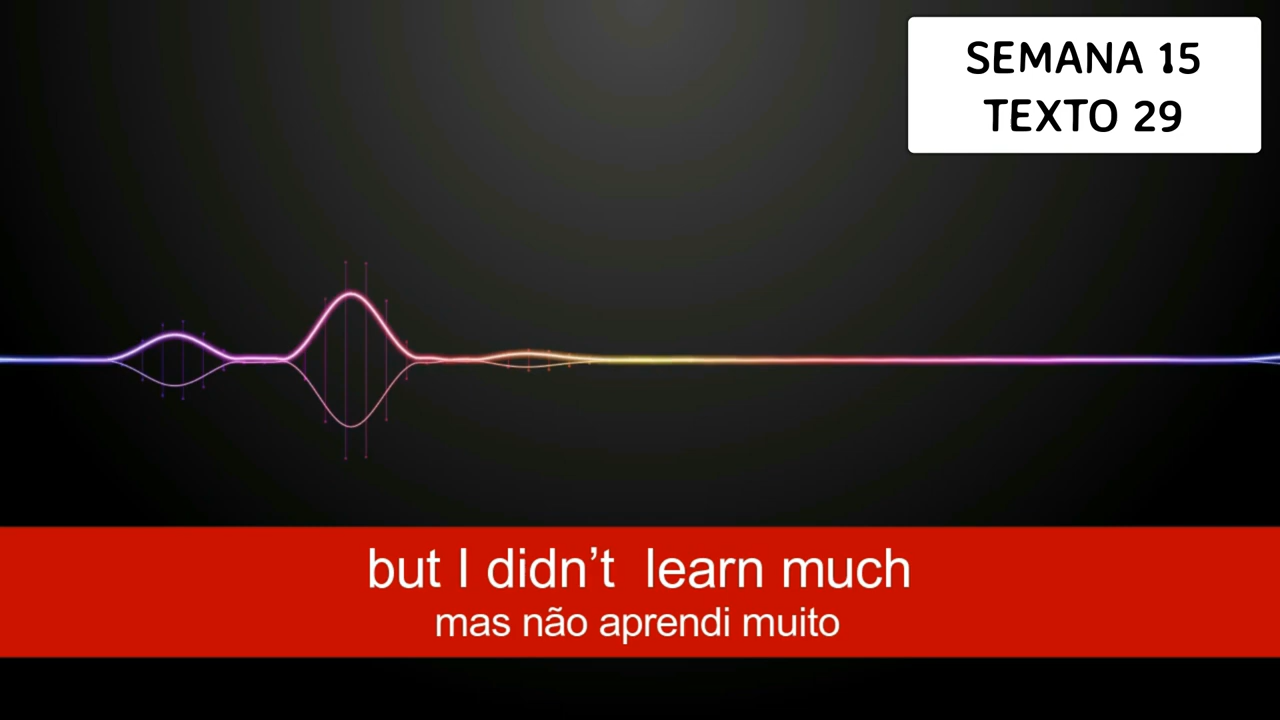 SEMANA 15
TEXTO 29
but I didn’t learn much
mas não aprendi muito